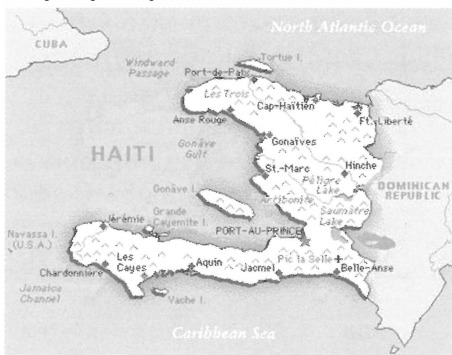 North Atlantic Ocean
CUBA
Tortue I.
Windward
Passage
Port-de-Paix
Les Trois
Cap-Haïtien
Ft. Liberté
Anse Rouge
Gonaïves
HAITI
Gonâve
Gulf
St.-Marc
Hinche
Péligre
Lake
DOMINICAN
REPUBLIC
Gonâve I.
Artibonite
Saumatre
Lake
Grande
Cayemite I.
Jérémie
Navassa I.
(U.S.A.)
PORT-AU-PRINCE
Pic la Selle
Les
Cayes
Aquin
Jacmel
Belle-Anse
Chardonnière
Jamaica
Channel
Vache I.
Caribbean Sea